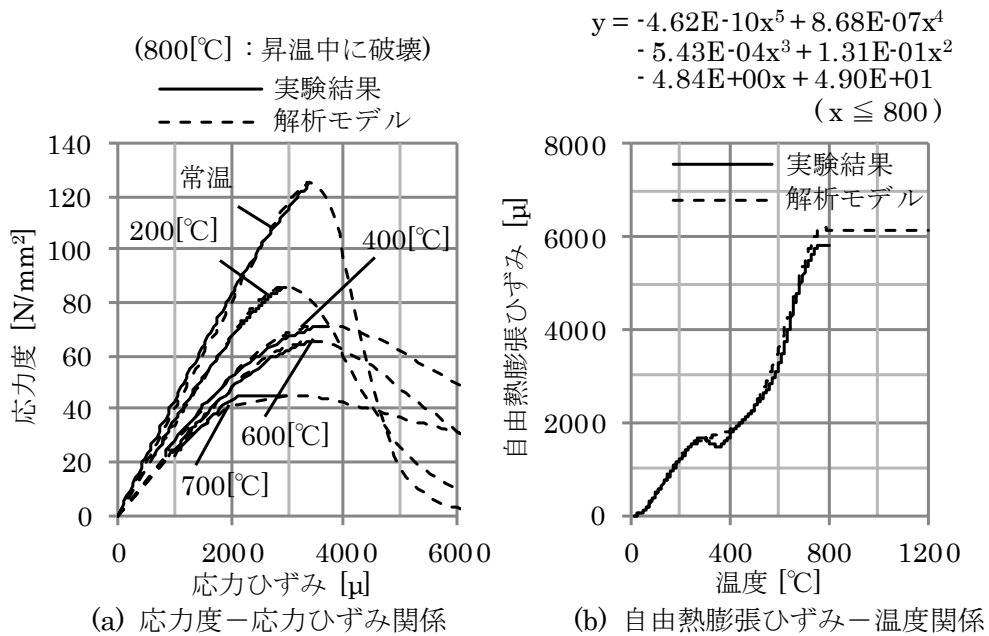 y = -4.62E-10x⁵ + 8.68E-07x⁴
- 5.43E-04x³ + 1.31E-01x²
- 4.84E+00x + 4.90E+01
( x ≦ 800 )
(800[℃]：昇温中に破壊)
実験結果
解析モデル
140
120
100
80
60
40
20
0
応力度 [N/mm²]
常温
200[℃]
400[℃]
600[℃]
700[℃]
0 2000 4000 6000
応力ひずみ [μ]
(a) 応力度－応力ひずみ関係
8000
6000
4000
2000
0
自由熱膨張ひずみ [μ]
実験結果
解析モデル
0 400 800 1200
温度 [℃]
(b) 自由熱膨張ひずみ－温度関係